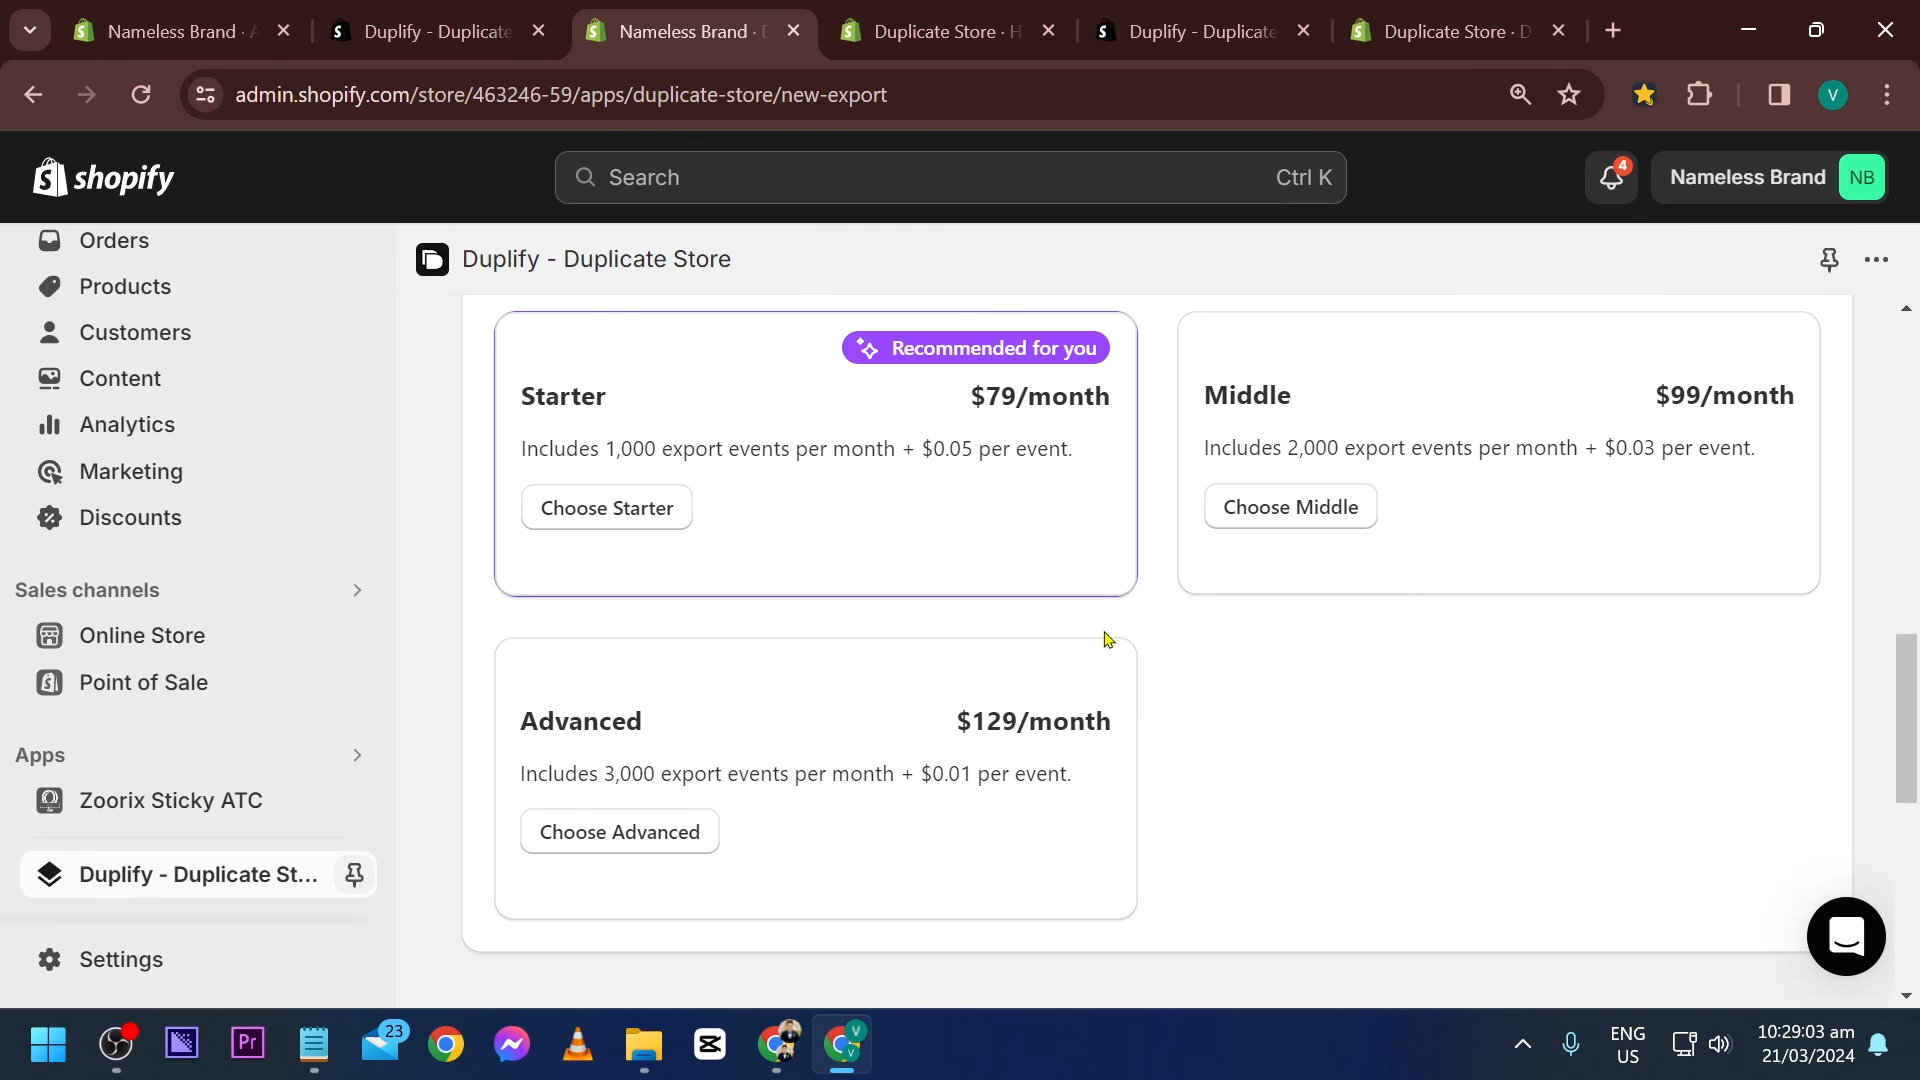 Nameless Brand · A
Duplify - Duplicate
Nameless Brand · D
Duplicate Store · H
Duplify - Duplicate
Duplicate Store · D
admin.shopify.com/store/463246-59/apps/duplicate-store/new-export
V
shopify
Search
Ctrl K
4
Nameless Brand
NB
Orders
Products
Customers
Content
Analytics
Marketing
Discounts
Sales channels
Online Store
Point of Sale
Apps
Zoorix Sticky ATC
Duplify - Duplicate St...
Settings
Duplify - Duplicate Store
Recommended for you
Starter
$79/month
Includes 1,000 export events per month + $0.05 per event.
Choose Starter
Middle
$99/month
Includes 2,000 export events per month + $0.03 per event.
Choose Middle
Advanced
$129/month
Includes 3,000 export events per month + $0.01 per event.
Choose Advanced
Pr
23
V
V
ENG
US
10:29:03 am
21/03/2024